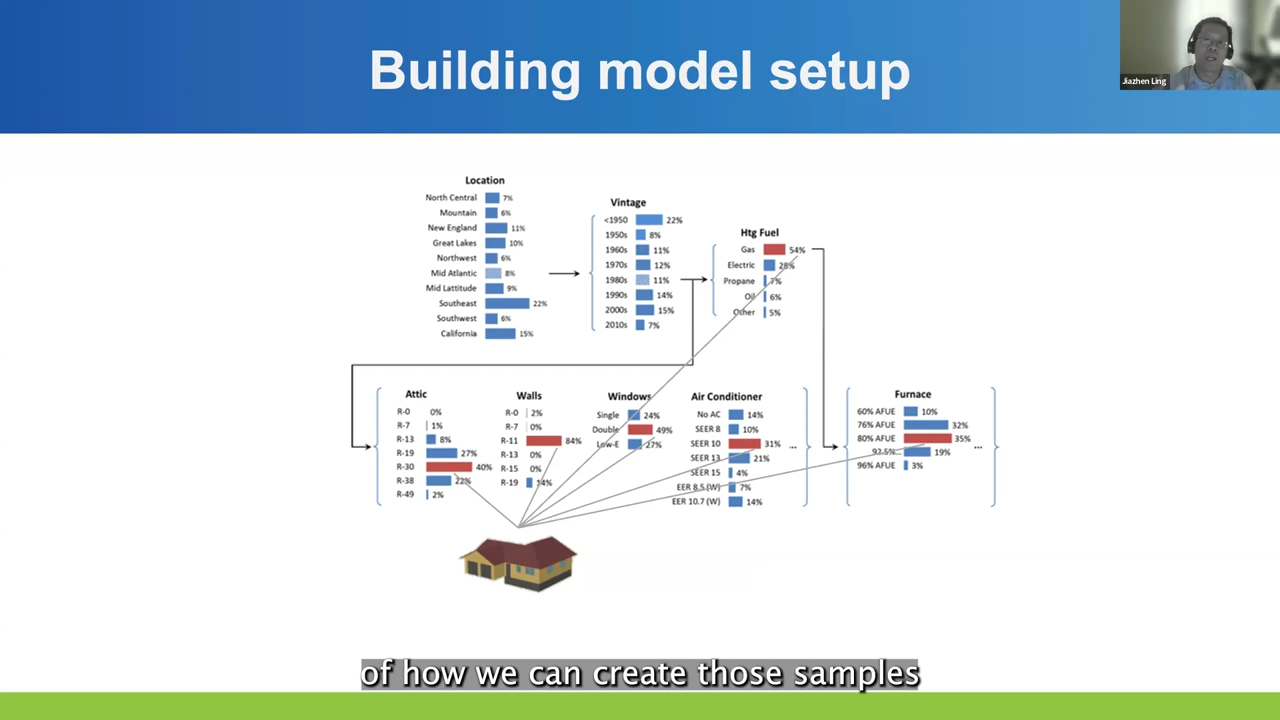 Building model setup
Jiazhen Ling
Location
North Central 7%
Mountain 6%
New England 11%
Great Lakes 10%
Northwest 6%
Mid Atlantic 8%
Mid Lattitude 9%
Southeast 22%
Southwest 6%
California 15%
Vintage
<1950 22%
1950s 8%
1960s 11%
1970s 12%
1980s 11%
1990s 14%
2000s 15%
2010s 7%
Htg Fuel
Gas 54%
Electric 28%
Propane 7%
Oil 6%
Other 5%
Attic
R-0 0%
R-7 1%
R-13 8%
R-19 27%
R-30 40%
R-38 22%
R-49 2%
Walls
R-0 2%
R-7 0%
R-11 84%
R-13 0%
R-15 0%
R-19 14%
Windows
Single 24%
Double 49%
Low-E 27%
Air Conditioner
No AC 14%
SEER 8 10%
SEER 10 31%
SEER 13 21%
SEER 15 4%
EER 8.5 (W) 7%
EER 10.7 (W) 14%
...
Furnace
60% AFUE 10%
76% AFUE 32%
80% AFUE 35%
92.5% 19%
96% AFUE 3%
...
of how we can create those samples